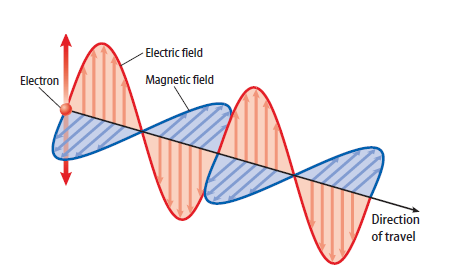 Electric field
Electron
Magnetic field
Direction
of travel